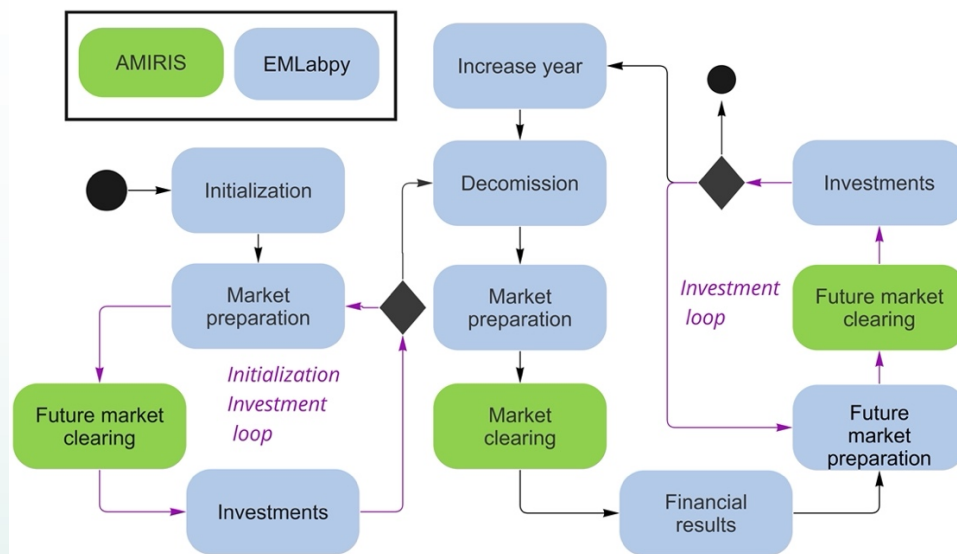 AMIRIS
EMLabpy
Increase year
Initialization
Decomission
Investments
Market
preparation
Market
preparation
Investment
loop
Future market
clearing
Initialization
Investment
loop
Future market
clearing
Market
clearing
Future
market
preparation
Investments
Financial
results